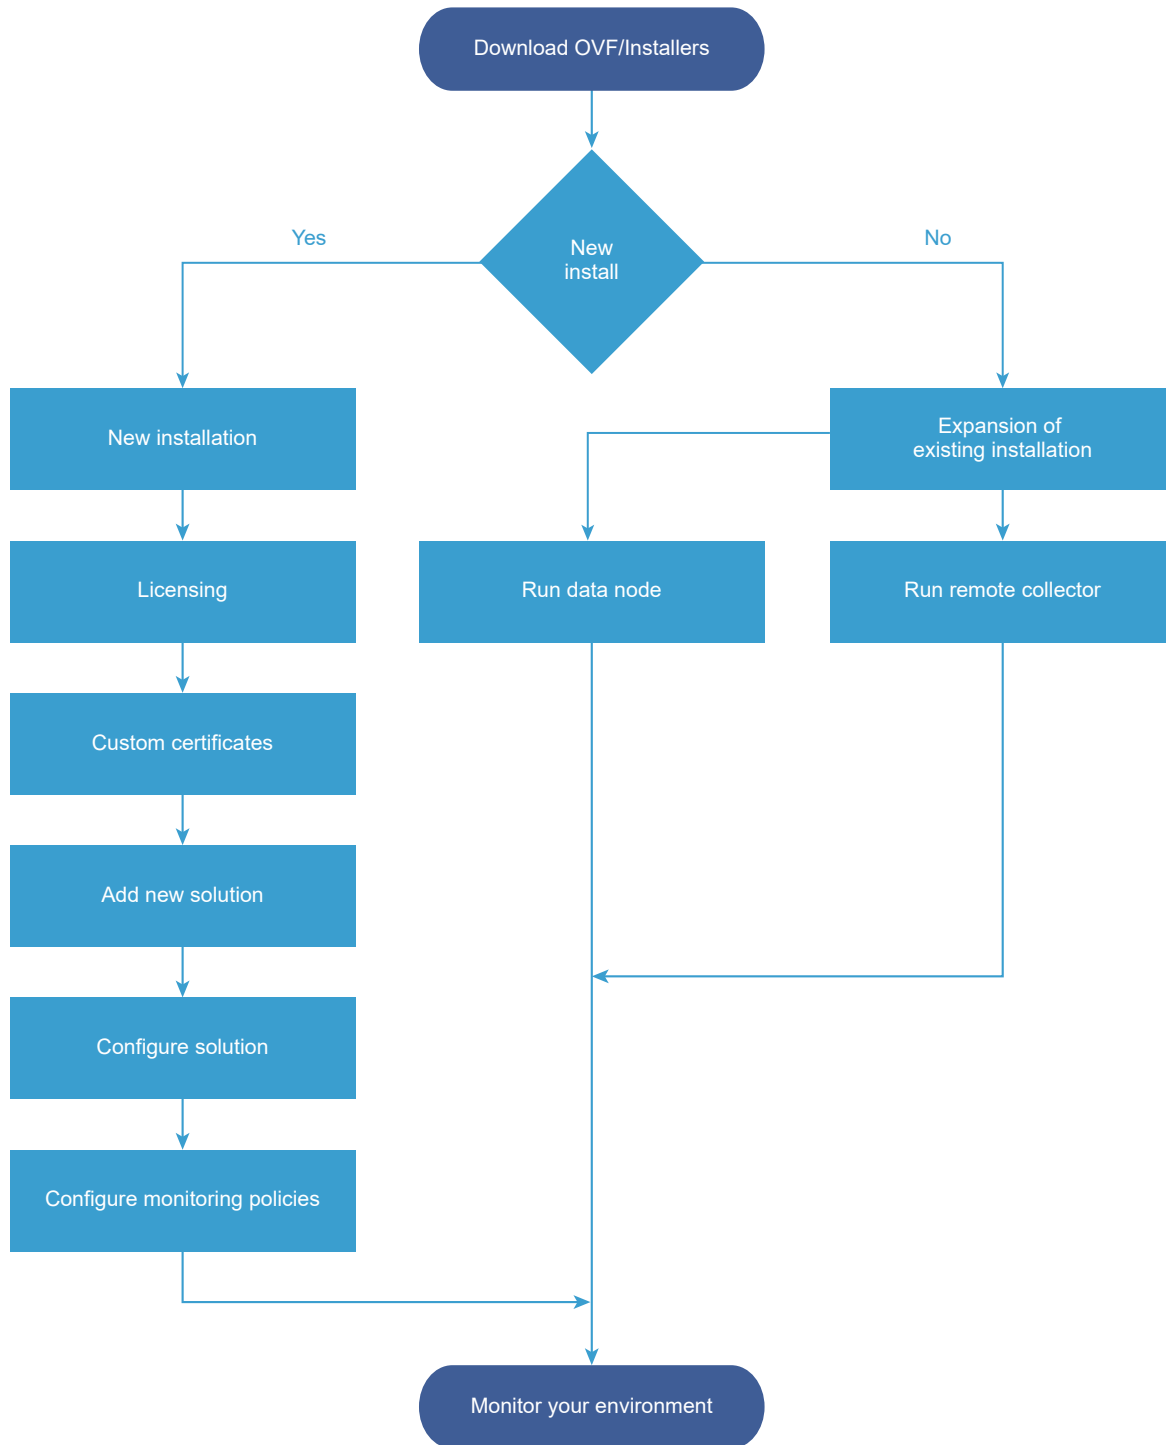 Download OVF/Installers
New
install
Yes
No
New installation
Expansion of
existing installation
Licensing
Run data node
Run remote collector
Custom certificates
Add new solution
Configure solution
Configure monitoring policies
Monitor your environment